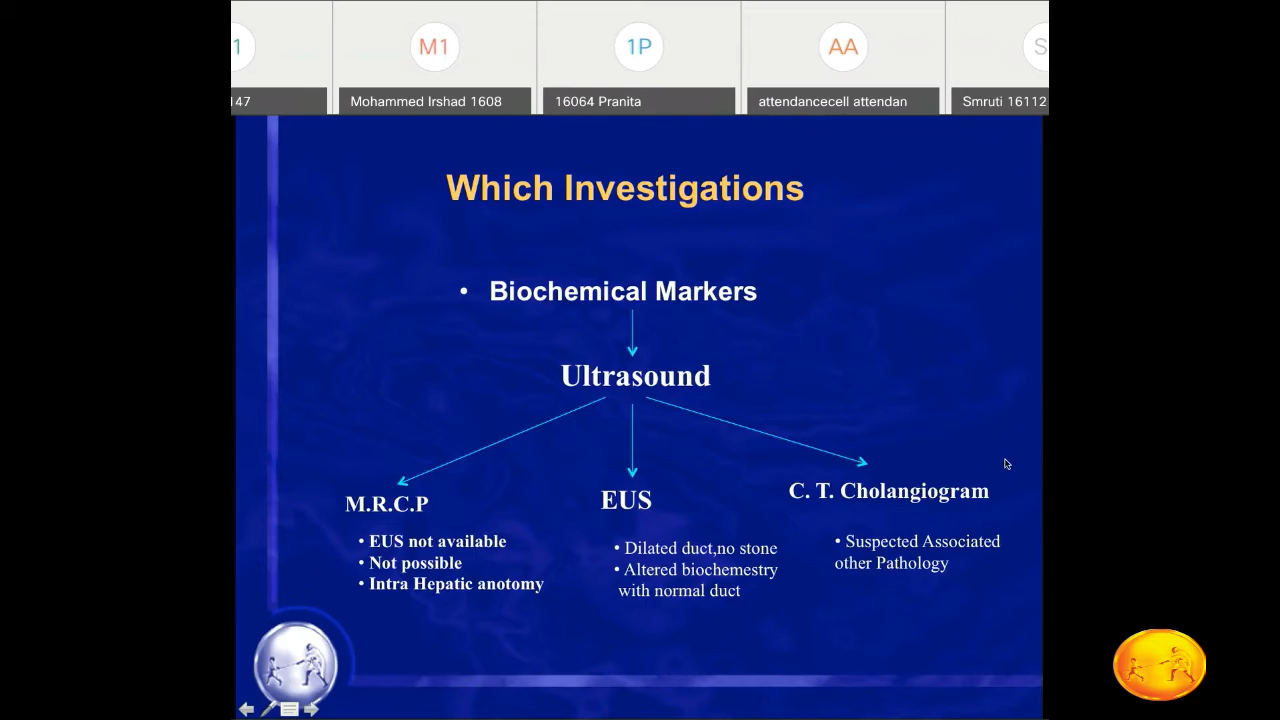 1 M1 1P AA S
147 Mohammed Irshad 1608 16064 Pranita attendancecell attendan Smruti 16112
Which Investigations
• Biochemical Markers
Ultrasound
M.R.C.P
• EUS not available
• Not possible
• Intra Hepatic anotomy
EUS
• Dilated duct,no stone
• Altered biochemestry
with normal duct
C. T. Cholangiogram
• Suspected Associated
other Pathology